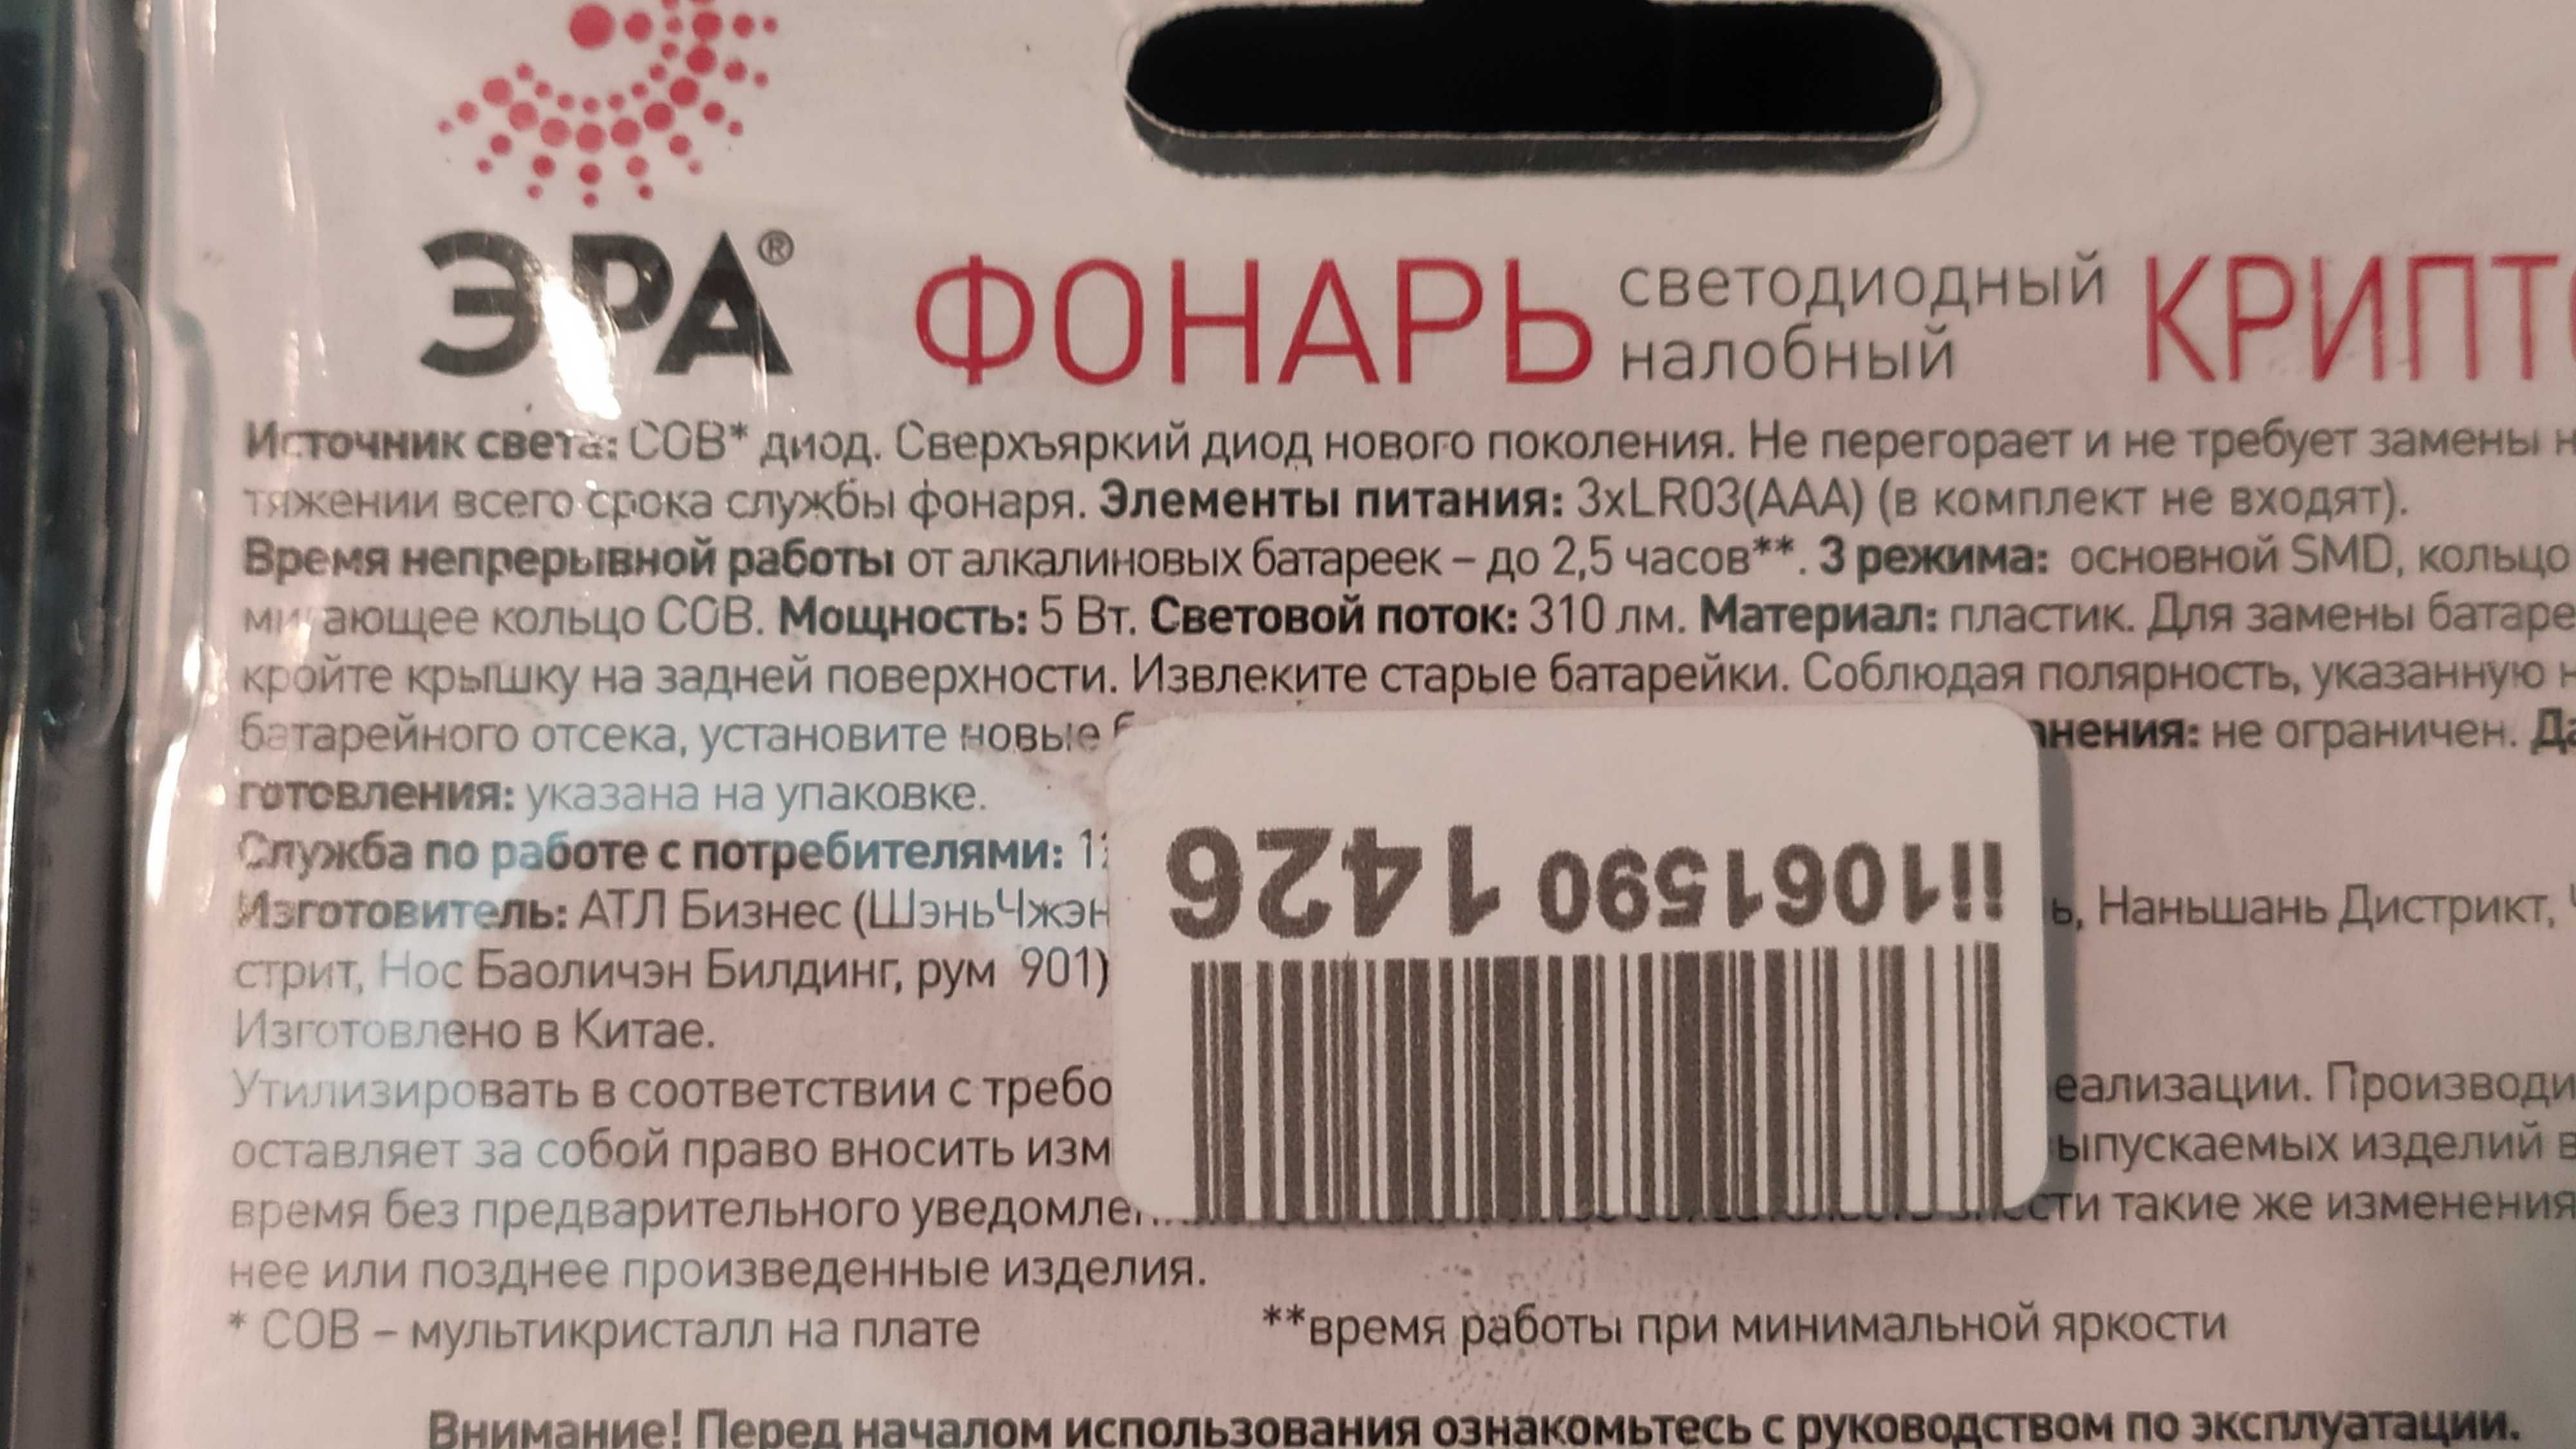 ЭРА®
ФОНАРЬ светодиодный налобный
Источник света: COB* диод. Сверхъяркий диод нового поколения. Не перегорает и не требует замены
тяжении всего срока службы фонаря. Элементы питания: 3xLR03(AAA) (в комплект не входят).
Время непрерывной работы от алкалиновых батареек – до 2,5 часов**. 3 режима: основной SMD, кольцо
мигающее кольцо COB. Мощность: 5 Вт. Световой поток: 310 лм. Материал: пластик. Для замены батаре
кройте крышку на задней поверхности. Извлеките старые батарейки. Соблюдая полярность, указанную
батарейного отсека, установите новые нения: не ограничен.
готовления: указана на упаковке.
Служба по работе с потребителями:
Изготовитель: АТЛ Бизнес (ШэньЧжэн ь, Наньшань Дистрикт,
стрит, Нос Баоличэн Билдинг, рум 901)
Изготовлено в Китае.
Утилизировать в соответствии с требо еализации. Производи
оставляет за собой право вносить изм ыпускаемых изделий в
время без предварительного уведомле сти такие же изменения
нее или позднее произведенные изделия.
* COB – мультикристалл на плате **время работы при минимальной яркости
Внимание! Перед началом использования ознакомьтесь с руководством по эксплуатации.
!!1061590 1426